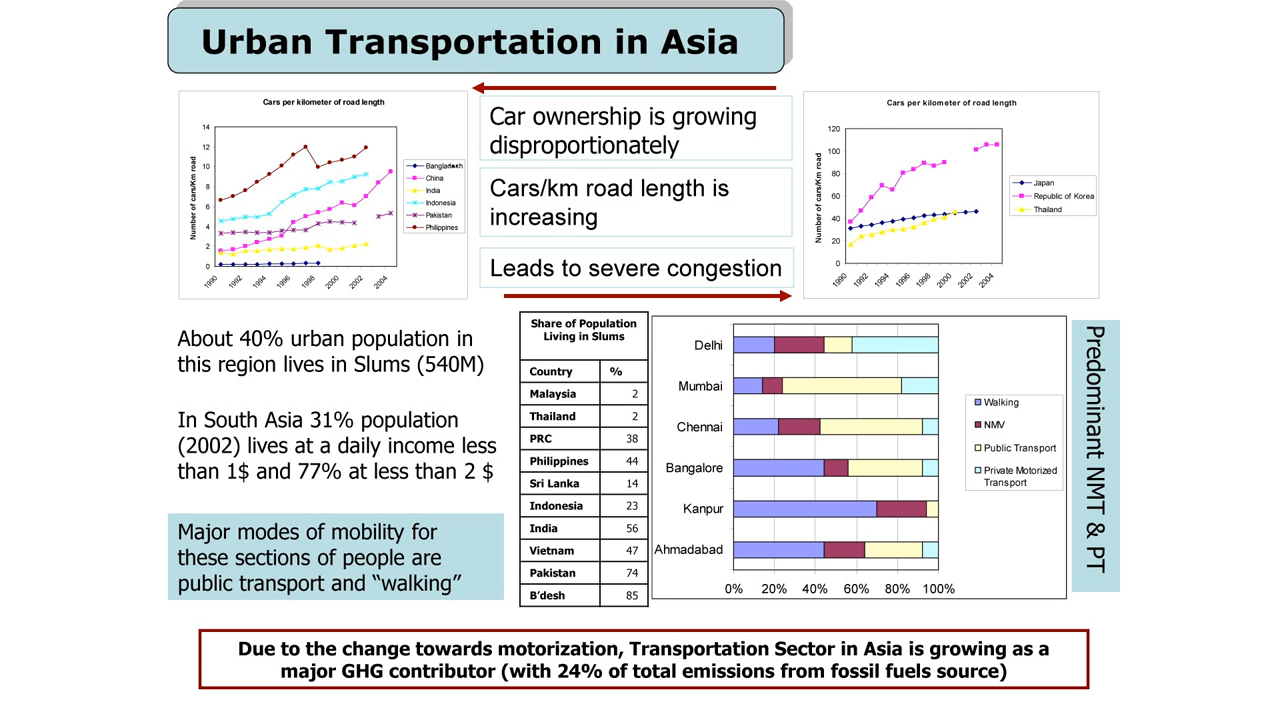 Urban Transportation in Asia
Cars per kilometer of road length
Number of cars/Km road
14
12
10
8
6
4
2
0
1990
1992
1994
1996
1998
2000
2002
2004
Bangladesh
China
India
Indonesia
Pakistan
Philippines
Car ownership is growing
disproportionately
Cars/km road length is
increasing
Leads to severe congestion
Cars per kilometer of road length
Number of cars/Km road
120
100
80
60
40
20
0
1990
1992
1994
1996
1998
2000
2002
2004
Japan
Republic of Korea
Thailand
About 40% urban population in
this region lives in Slums (540M)
In South Asia 31% population
(2002) lives at a daily income less
than 1$ and 77% at less than 2 $
Major modes of mobility for
these sections of people are
public transport and “walking”
Share of Population
Living in Slums
Country %
Malaysia 2
Thailand 2
PRC 38
Philippines 44
Sri Lanka 14
Indonesia 23
India 56
Vietnam 47
Pakistan 74
B’desh 85
Delhi
Mumbai
Chennai
Bangalore
Kanpur
Ahmadabad
0% 20% 40% 60% 80% 100%
Walking
NMV
Public Transport
Private Motorized
Transport
Predominant NMT & PT
Due to the change towards motorization, Transportation Sector in Asia is growing as a
major GHG contributor (with 24% of total emissions from fossil fuels source)